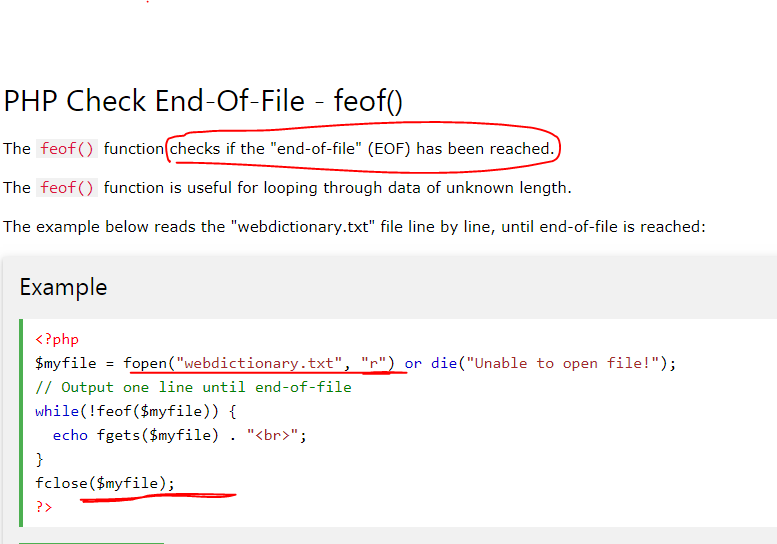 PHP Check End-Of-File - feof()
The feof() function checks if the "end-of-file" (EOF) has been reached.
The feof() function is useful for looping through data of unknown length.
The example below reads the "webdictionary.txt" file line by line, until end-of-file is reached:
Example
<?php
$myfile = fopen("webdictionary.txt", "r") or die("Unable to open file!");
// Output one line until end-of-file
while(!feof($myfile)) {
  echo fgets($myfile) . "<br>";
}
fclose($myfile);
?>